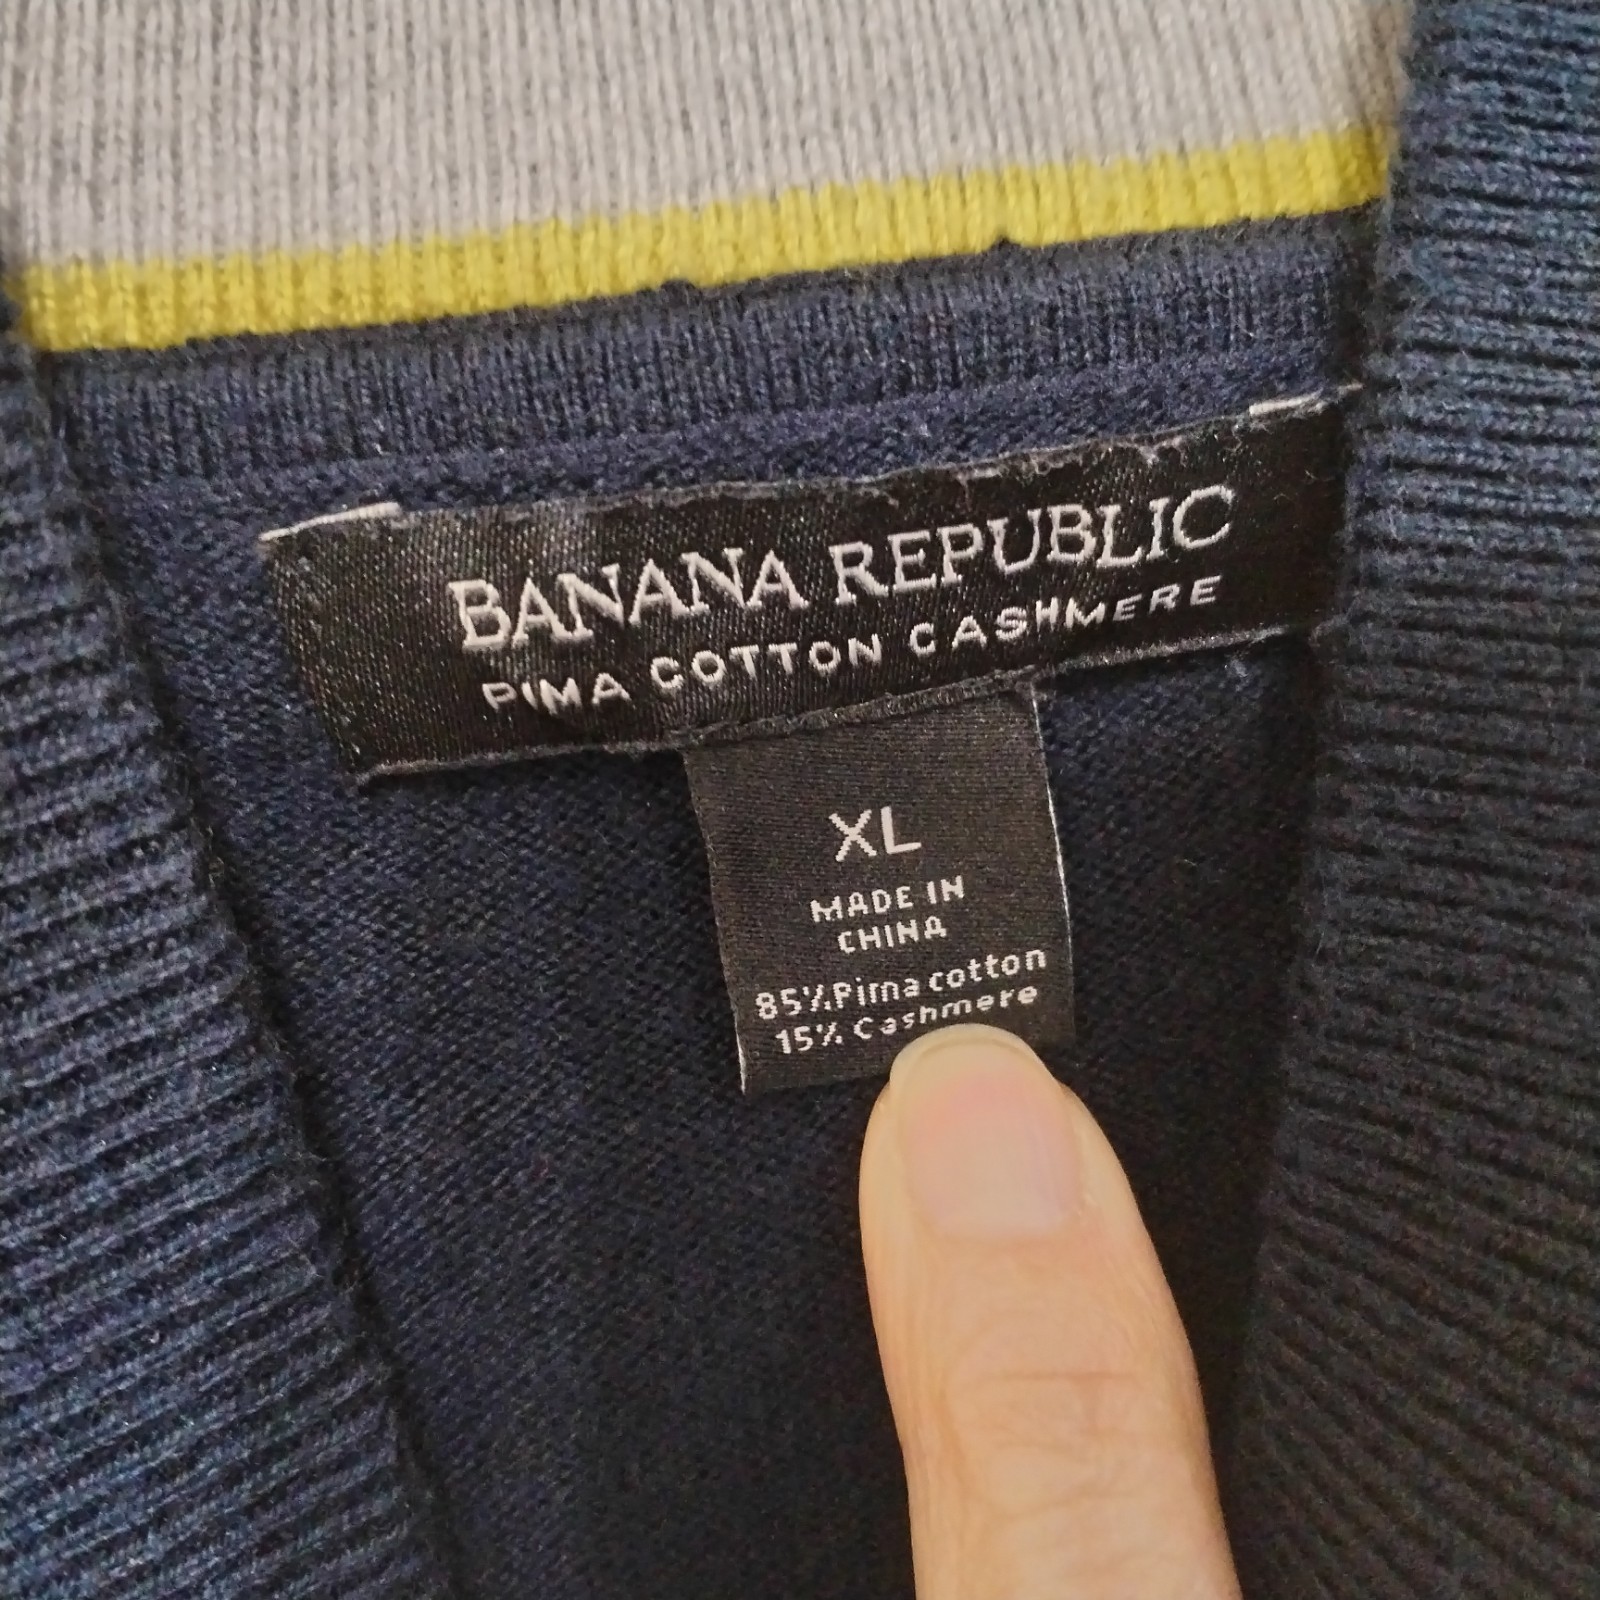 BANANA REPUBLIC
PIMA COTTON CASHMERE
XL
MADE IN
CHINA
85% Pima cotton
15% Cashmere